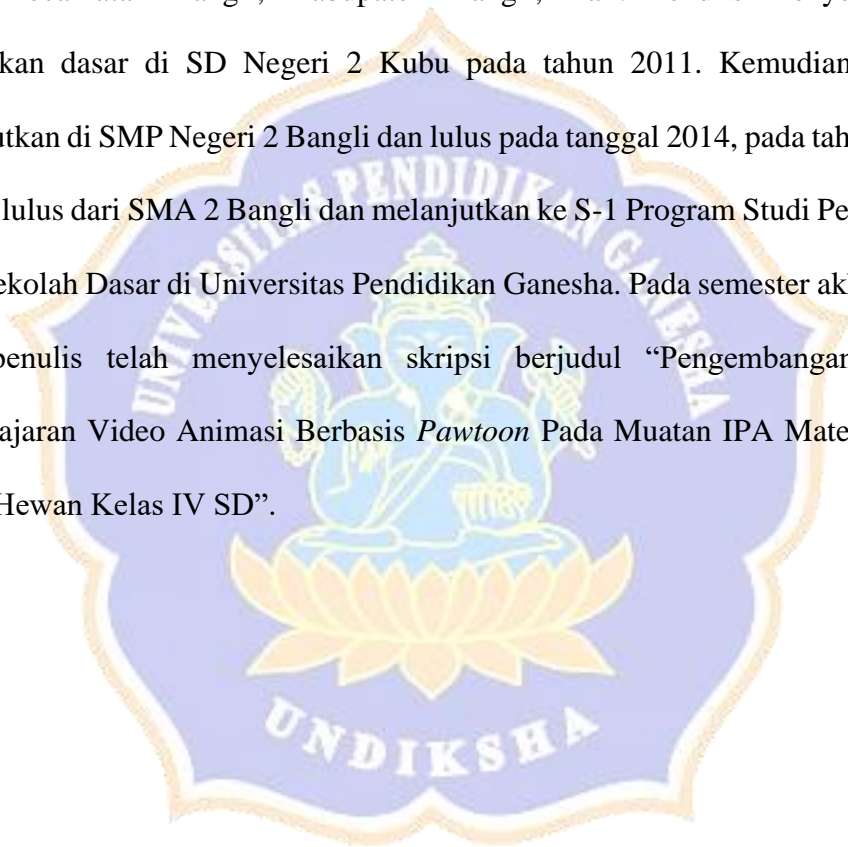 kan dasar di SD Negeri 2 Kubu pada tahun 2011. Kemudian
utkan di SMP Negeri 2 Bangli dan lulus pada tanggal 2014, pada tah
lulus dari SMA 2 Bangli dan melanjutkan ke S-1 Program Studi Pe
ekolah Dasar di Universitas Pendidikan Ganesha. Pada semester ak
penulis telah menyelesaikan skripsi berjudul “Pengembangan
ajaran Video Animasi Berbasis Pawtoon Pada Muatan IPA Mate
Hewan Kelas IV SD”.
UNIVERSITAS PENDIDIKAN GANESHA
UNDIKSHA